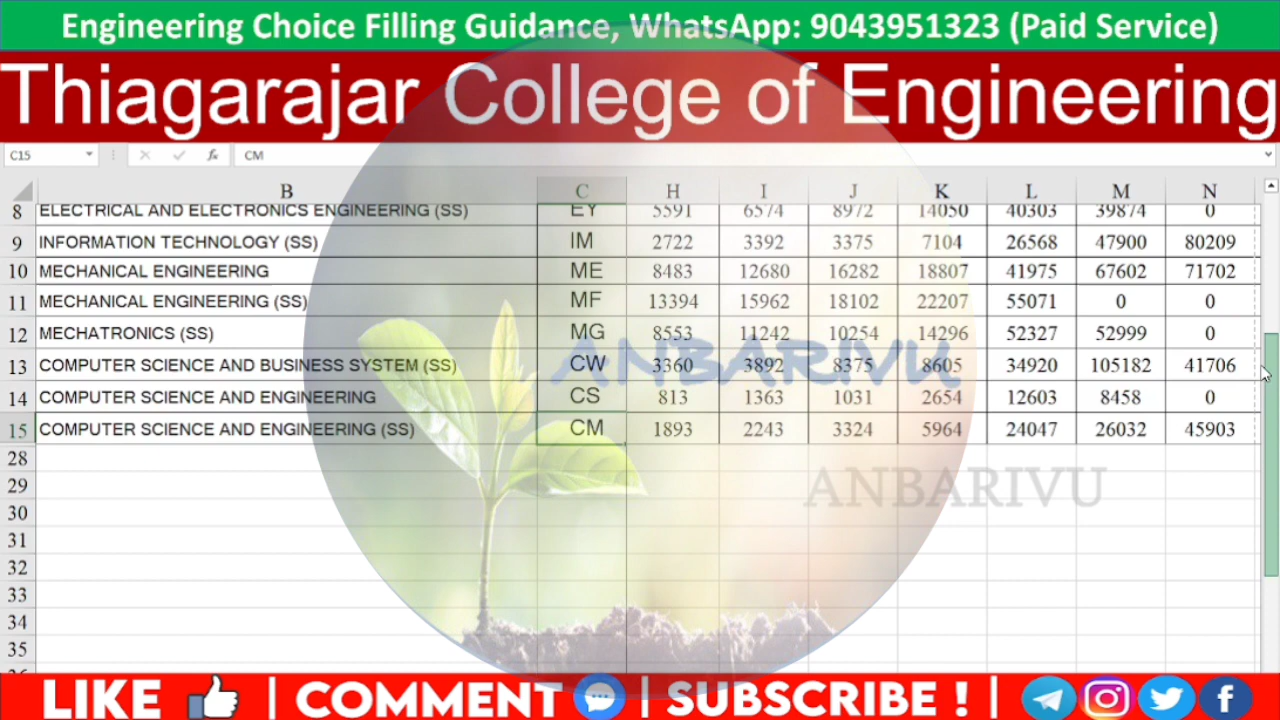 Engineering Choice Filling Guidance, WhatsApp: 9043951323 (Paid Service)
Thiagarajar College of Engineering
C15 fx CM
B C H I J K L M N
8 ELECTRICAL AND ELECTRONICS ENGINEERING (SS) EY 5591 6574 8972 14050 40303 39874 0
9 INFORMATION TECHNOLOGY (SS) IM 2722 3392 3375 7104 26568 47900 80209
10 MECHANICAL ENGINEERING ME 8483 12680 16282 18807 41975 67602 71702
11 MECHANICAL ENGINEERING (SS) MF 13394 15962 18102 22207 55071 0 0
12 MECHATRONICS (SS) MG 8553 11242 10254 14296 52327 52999 0
13 COMPUTER SCIENCE AND BUSINESS SYSTEM (SS) CW 3360 3892 8375 8605 34920 105182 41706
ANBARIVU
14 COMPUTER SCIENCE AND ENGINEERING CS 813 1363 1031 2654 12603 8458 0
15 COMPUTER SCIENCE AND ENGINEERING (SS) CM 1893 2243 3324 5964 24047 26032 45903
28
ANBARIVU
29
30
31
32
33
34
35
LIKE | COMMENT | SUBSCRIBE ! |